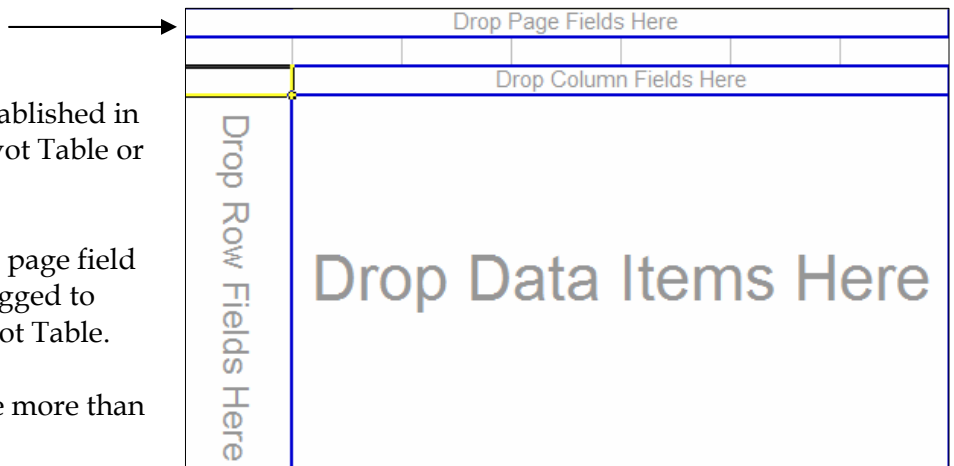 Drop Page Fields Here
Drop Column Fields Here
Drop Row Fields Here
Drop Data Items Here
ablished in
vot Table or
page field
gged to
ot Table.
e more than